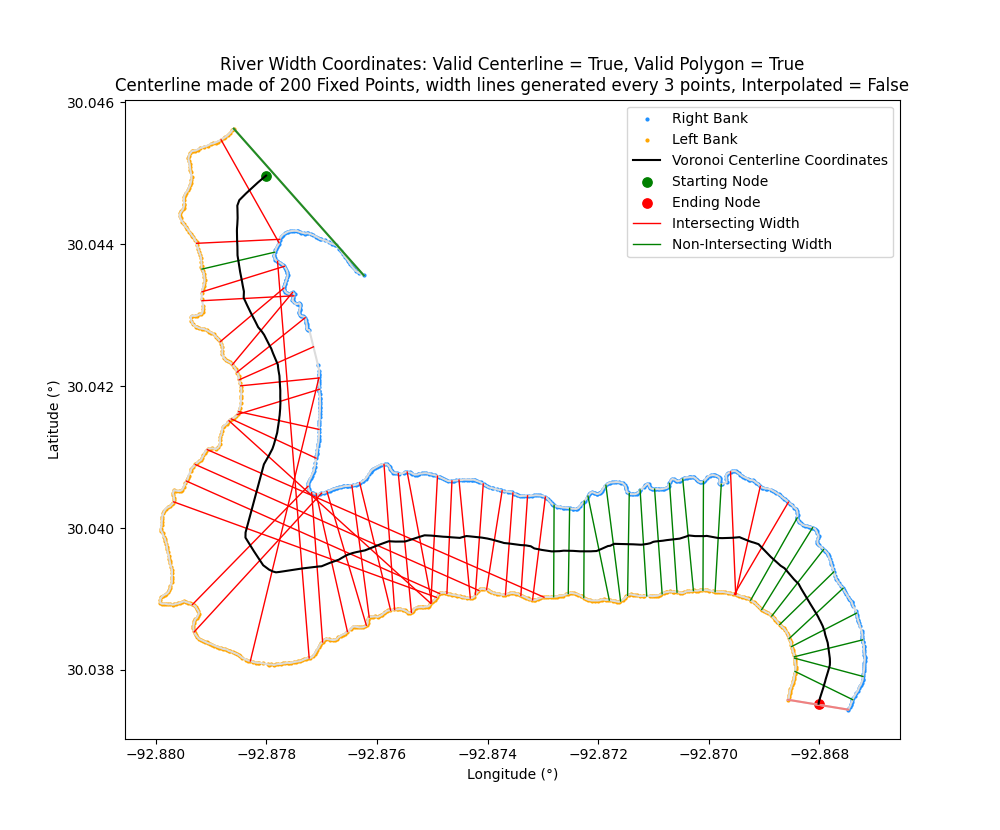 River Width Coordinates: Valid Centerline = True, Valid Polygon = True
Centerline made of 200 Fixed Points, width lines generated every 3 points, Interpolated = False
Right Bank
Left Bank
Voronoi Centerline Coordinates
Starting Node
Ending Node
Intersecting Width
Non-Intersecting Width
30.046
30.044
30.042
30.040
30.038
Latitude (°)
−92.880 −92.878 −92.876 −92.874 −92.872 −92.870 −92.868
Longitude (°)